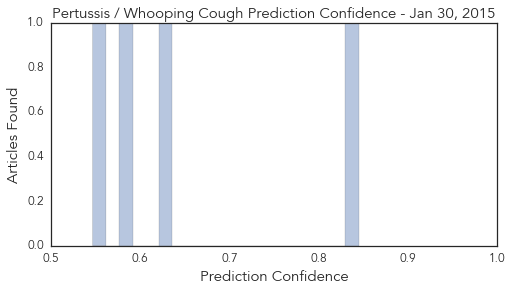 Pertussis / Whooping Cough Prediction Confidence - Jan 30, 2015
1.0
0.8
0.6
0.4
0.2
0.0
Articles Found
0.5 0.6 0.7 0.8 0.9 1.0
Prediction Confidence